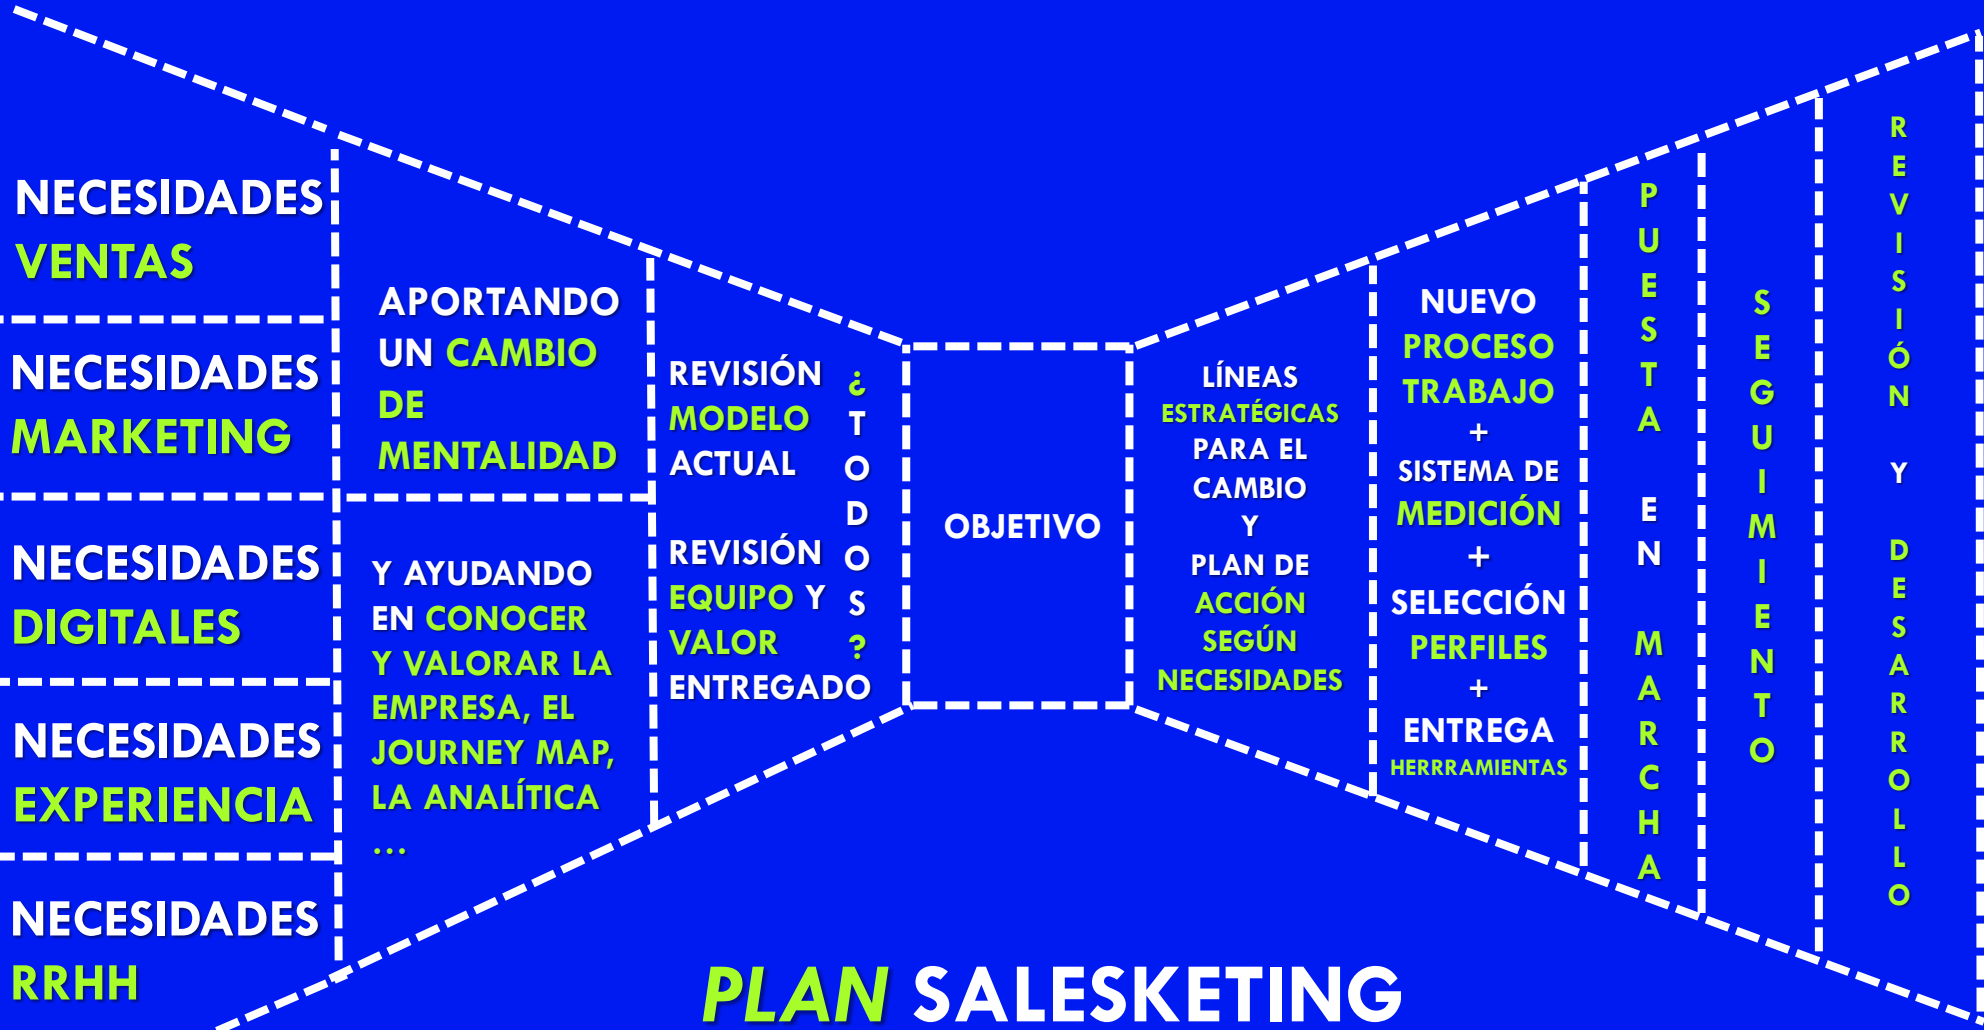 NECESIDADES
VENTAS
NECESIDADES
MARKETING
NECESIDADES
DIGITALES
NECESIDADES
EXPERIENCIA
NECESIDADES
RRHH
APORTANDO
UN CAMBIO
DE
MENTALIDAD
Y AYUDANDO
EN CONOCER
Y VALORAR LA
EMPRESA, EL
JOURNEY MAP,
LA ANALÍTICA
...
REVISIÓN
MODELO
ACTUAL
REVISIÓN
EQUIPO Y
VALOR
ENTREGADO
¿TODOS?
OBJETIVO
LÍNEAS
ESTRATÉGICAS
PARA EL
CAMBIO
Y
PLAN DE
ACCIÓN
SEGÚN
NECESIDADES
NUEVO
PROCESO
TRABAJO
+
SISTEMA DE
MEDICIÓN
+
SELECCIÓN
PERFILES
+
ENTREGA
HERRRAMIENTAS
PUESTA EN MARCHA
SEGUIMIENTO
REVISIÓN Y DESARROLLO
PLAN SALESKETING